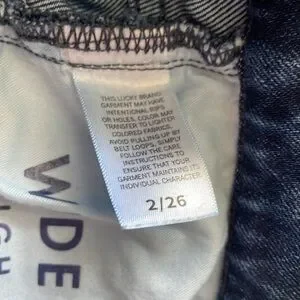 THIS LUCKY BRAND
GARMENT MAY HAVE
INTENTIONAL RIPS
OR HOLES, COLOR MAY
TRANSFER TO LIGHTER
COLORED FABRICS.
AVOID PULLING UP BY
BELT LOOPS, SIMPLY
FOLLOW THE CARE
INSTRUCTIONS TO
ENSURE THAT YOUR
GARMENT MAINTAINS ITS
INDIVIDUAL CHARACTER.
2/26
WIDE